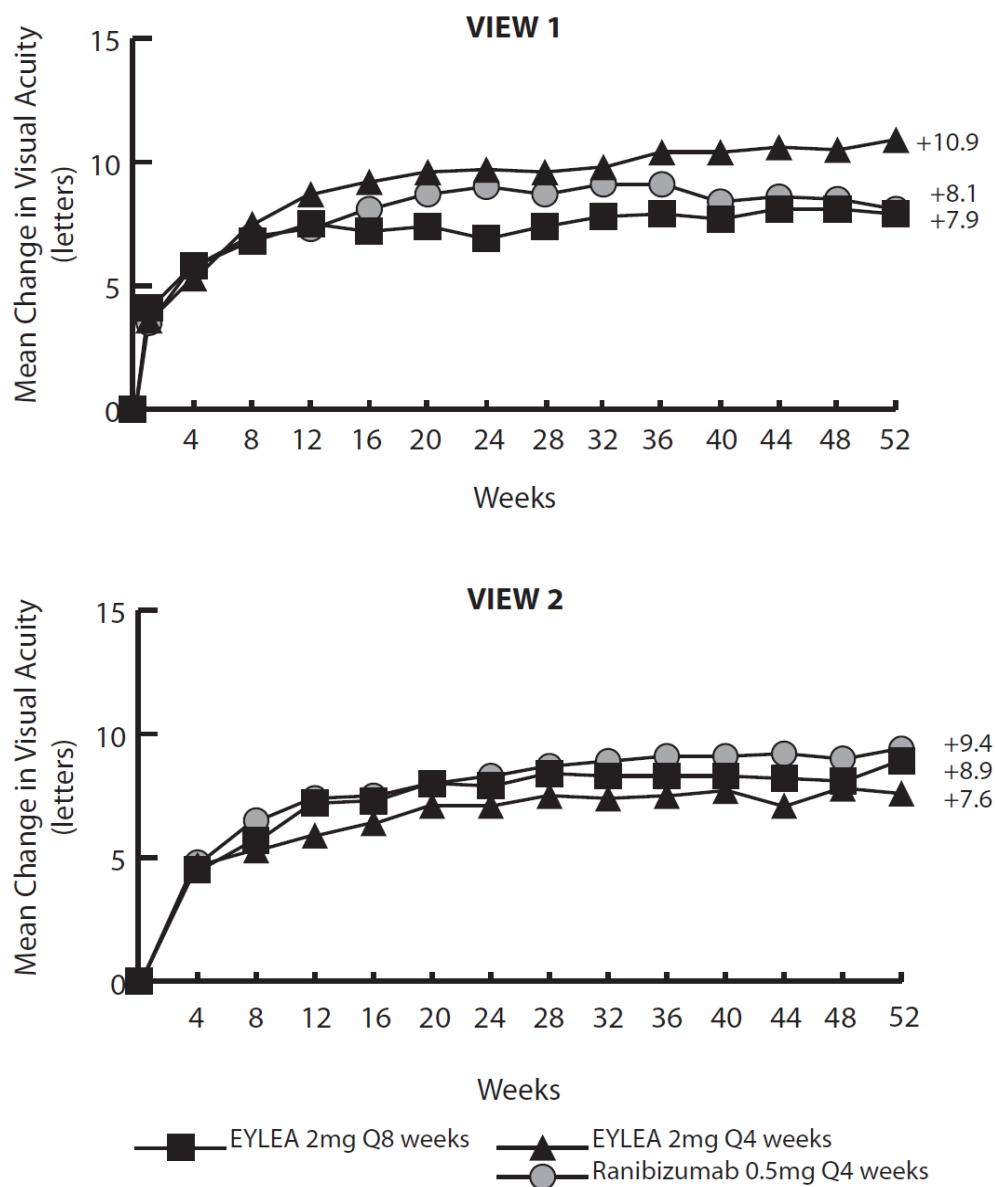 VIEW 1
Mean Change in Visual Acuity
(letters)
15
10
5
0
+10.9
+8.1
+7.9
4 8 12 16 20 24 28 32 36 40 44 48 52
Weeks
VIEW 2
Mean Change in Visual Acuity
(letters)
15
10
5
0
+9.4
+8.9
+7.6
4 8 12 16 20 24 28 32 36 40 44 48 52
Weeks
EYLEA 2mg Q8 weeks
EYLEA 2mg Q4 weeks
Ranibizumab 0.5mg Q4 weeks